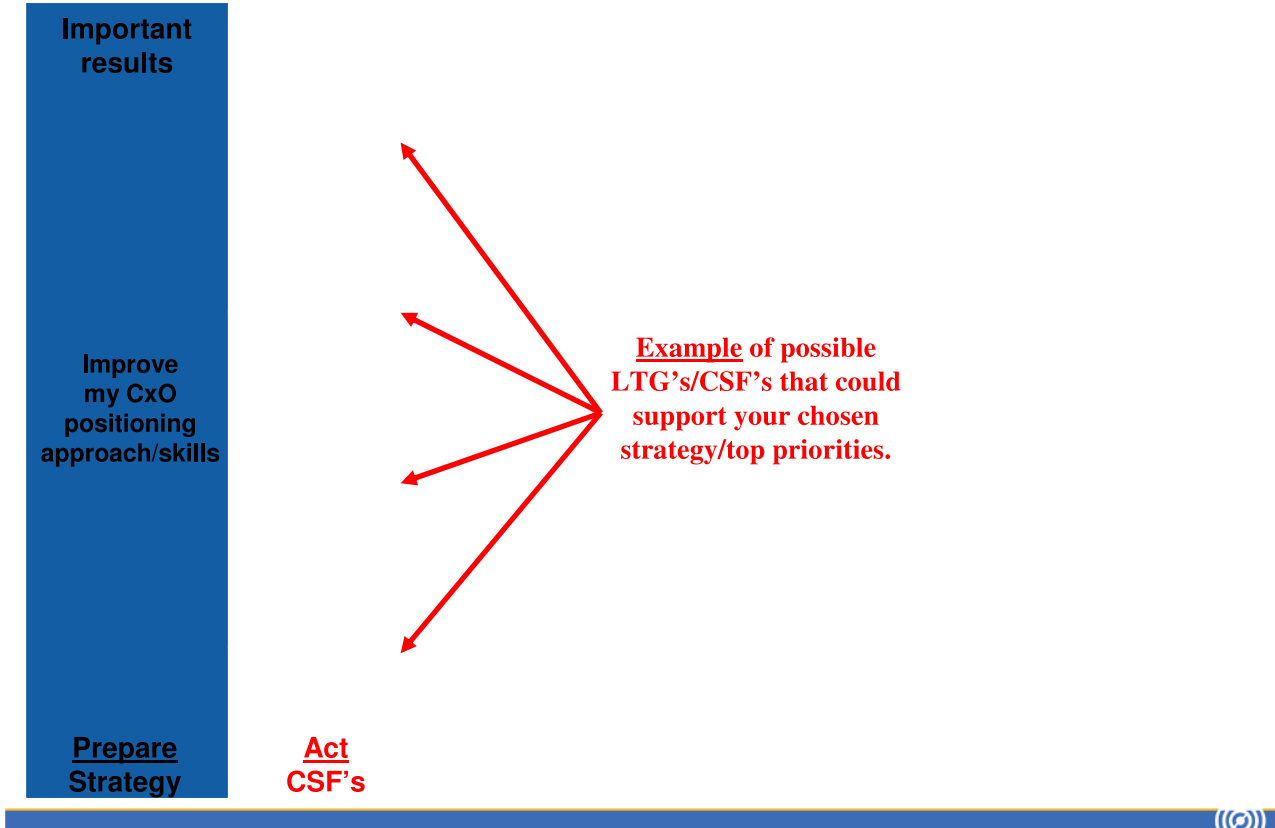 Important
results
Improve
my CxO
positioning
approach/skills
Example of possible
LTG’s/CSF’s that could
support your chosen
strategy/top priorities.
Prepare
Strategy
Act
CSF’s